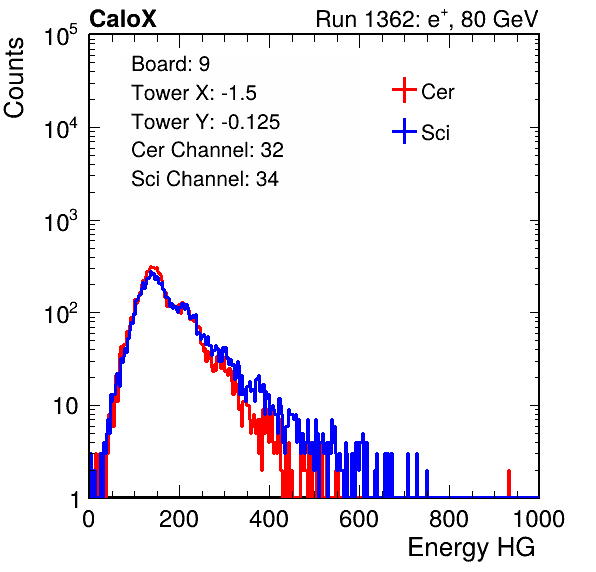 CaloX Run 1362: e⁺, 80 GeV
Counts
10⁵
10⁴
10³
10²
10
1
Board: 9
Tower X: -1.5
Tower Y: -0.125
Cer Channel: 32
Sci Channel: 34
Cer
Sci
0 200 400 600 800 1000
Energy HG